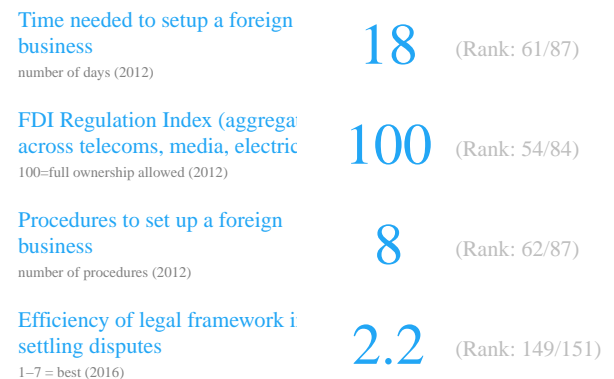 Time needed to setup a foreign
business
18
(Rank: 61/87)
number of days (2012)
FDI Regulation Index
across telecoms, media,
100
(Rank: 54/84)
100=full ownership allowed (2012)
Procedures to set up a foreign
business
8
(Rank: 62/87)
number of procedures (2012)
Efficiency of legal framework
settling disputes
2.2
(Rank: 149/151)
1–7 = best (2016)